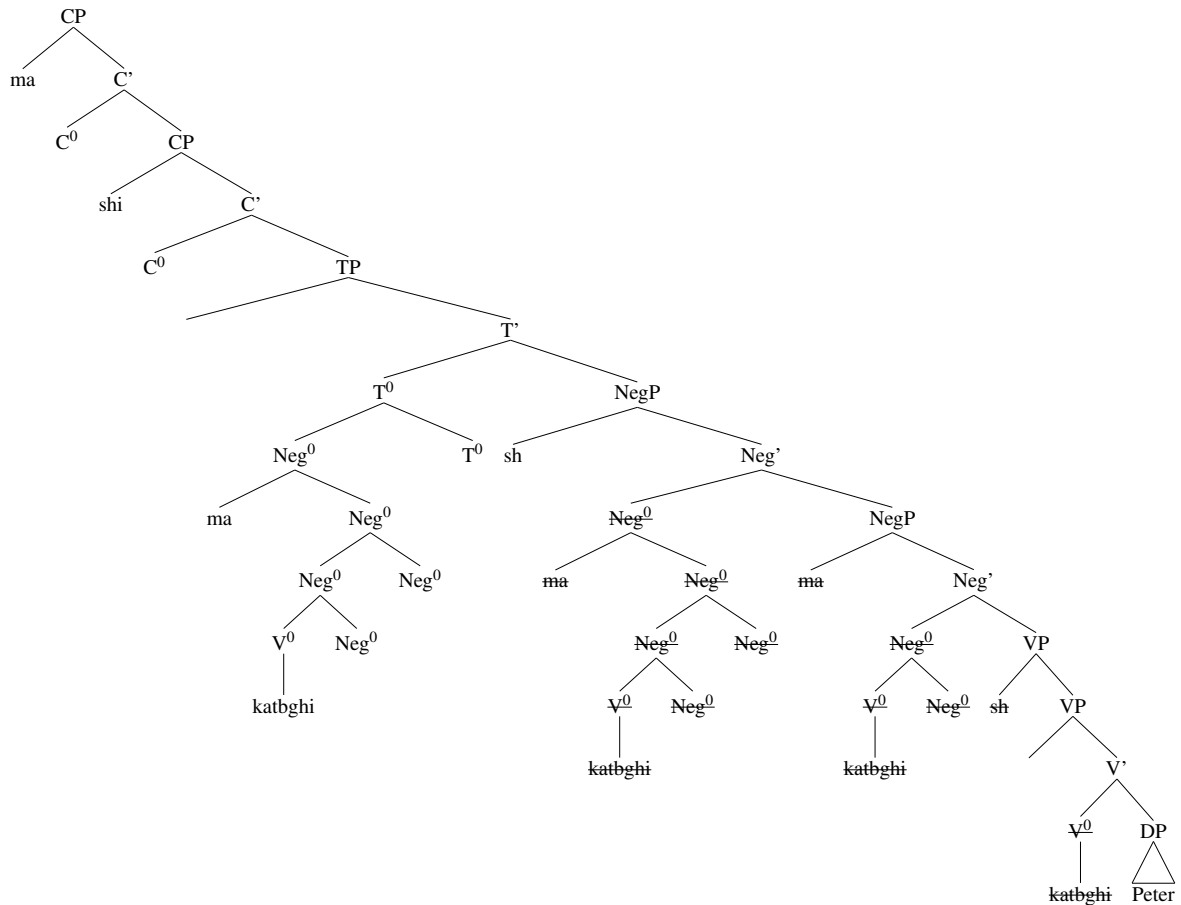 CP
ma C’
C⁰ CP
shi C’
C⁰ TP
T’
T⁰ NegP
Neg⁰ T⁰ sh Neg’
ma Neg⁰ Neg⁰ NegP
Neg⁰ Neg⁰ ma Neg⁰ ma Neg’
V⁰ Neg⁰ Neg⁰ Neg⁰ Neg⁰ VP
katbghi V⁰ Neg⁰ V⁰ Neg⁰ sh VP
katbghi katbghi V’
V⁰ DP
katbghi Peter